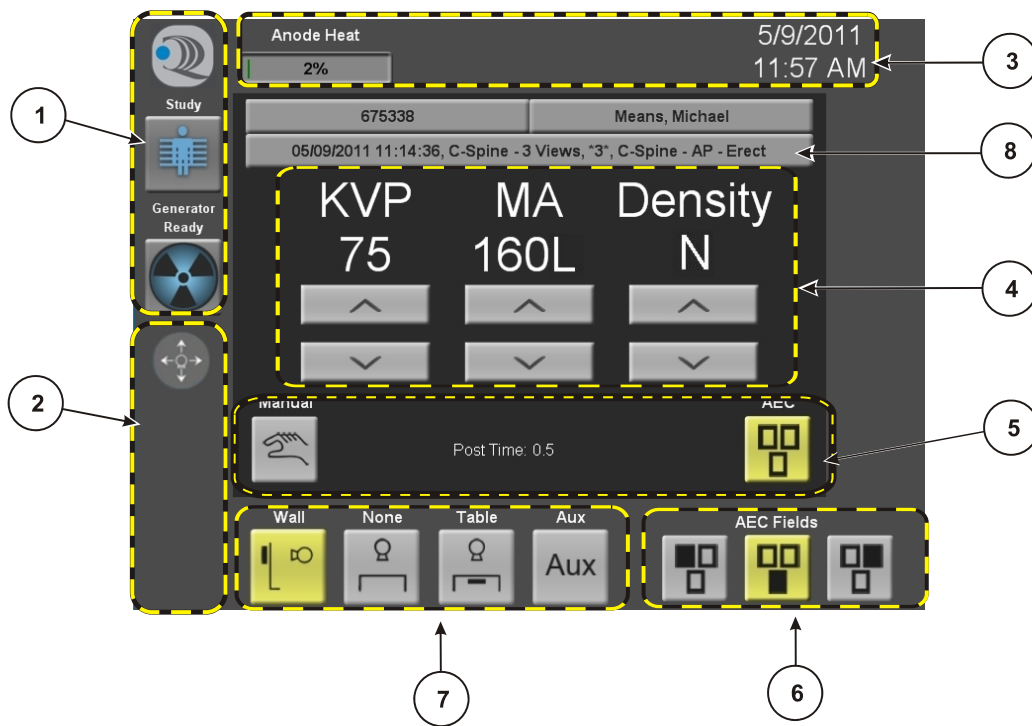 Anode Heat
2%
5/9/2011
11:57 AM
3
1
Study
675338
Means, Michael
05/09/2011 11:14:36, C-Spine - 3 Views, *3*, C-Spine - AP - Erect
8
Generator
Ready
KVP
MA
Density
75
160L
N
4
2
Manual
AEC
Post Time: 0.5
5
Wall
None
Table
Aux
Aux
AEC Fields
7
6